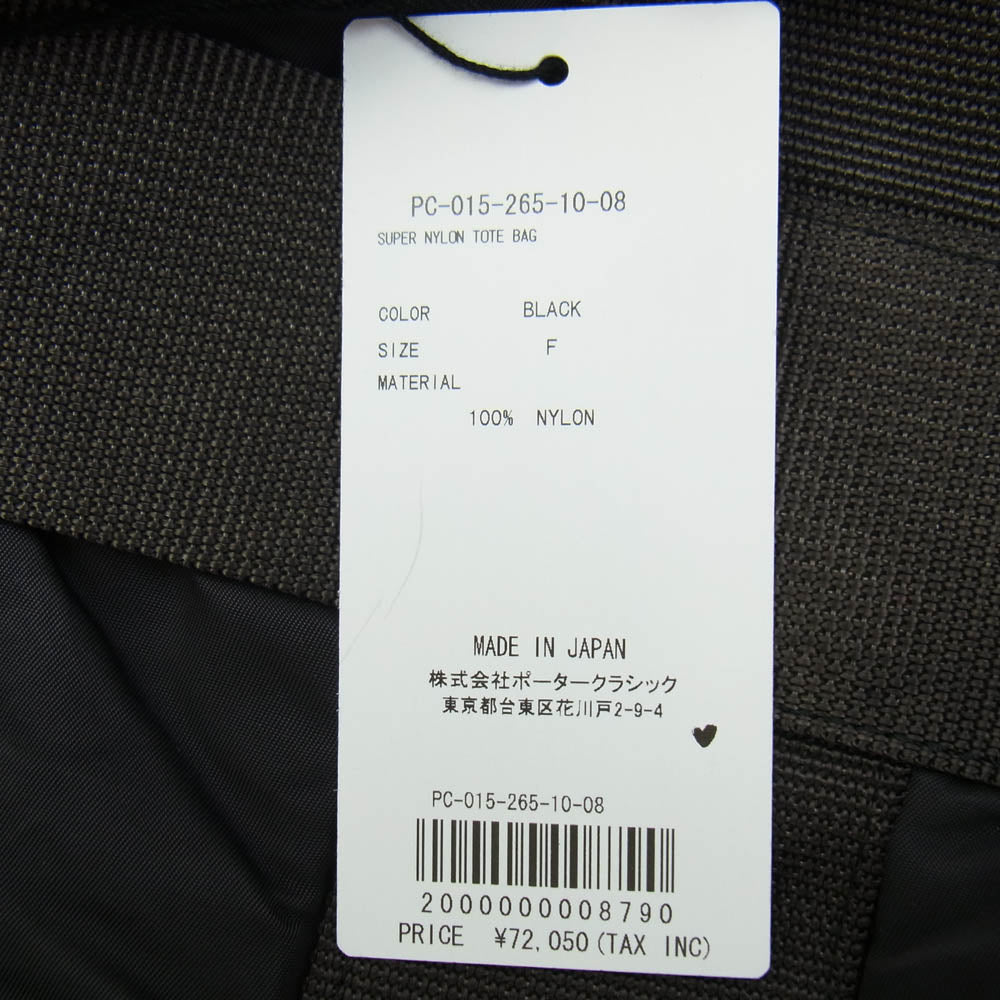 PC-015-265-10-08
SUPER NYLON TOTE BAG
COLOR BLACK
SIZE F
MATERIAL
100% NYLON
MADE IN JAPAN
株式会社ポータークラシック
東京都台東区花川戸2-9-4
PC-015-265-10-08
2000000008790
PRICE ¥72,050(TAX INC)